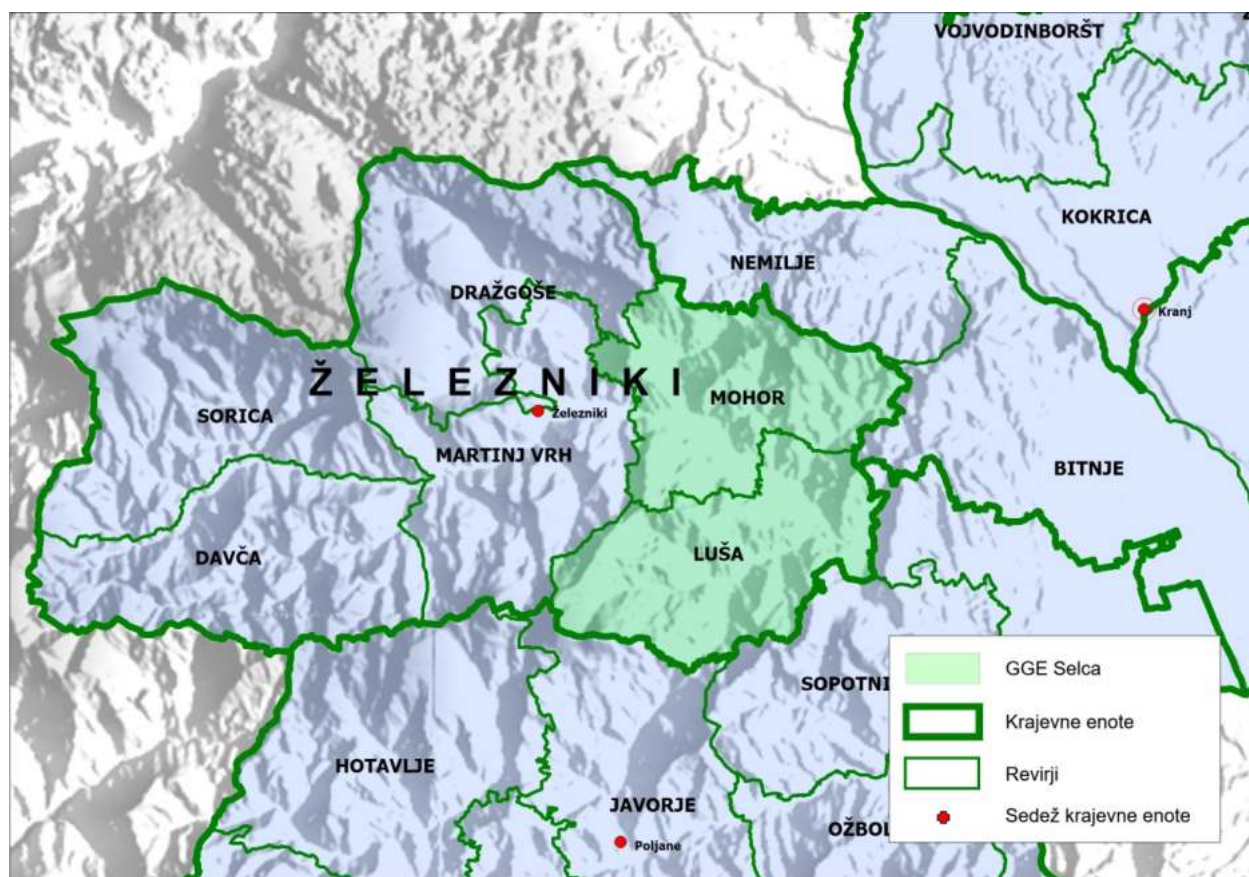 VOJVODINBORŠT
KOKRICA
NEMILJE
DRAŽGOŠE
Kranj
ŽELEZNIKI
MOHOR
SORICA
Železniki
MARTINJ VRH
BITNJE
DAVČA
LUŠA
GGE Selca
SOPOTNI
Krajevne enote
HOTAVLJE
Revirji
JAVORJE
Sedež krajevne enote
OŽBOL
Poljane